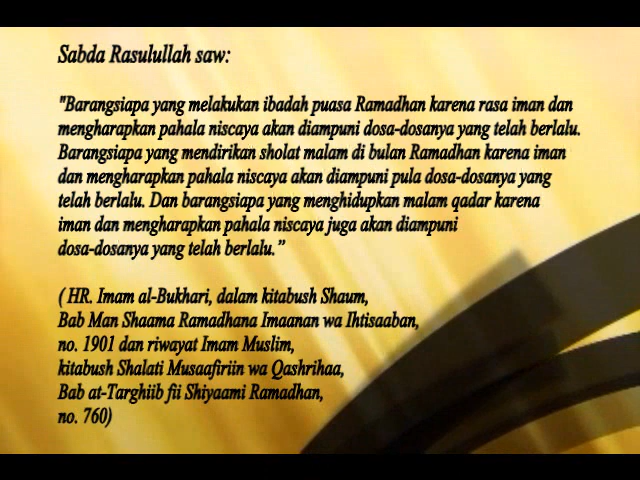 Sabda Rasulullah saw:
"Barangsiapa yang melakukan ibadah puasa Ramadhan karena rasa iman dan
mengharapkan pahala niscaya akan diampuni dosa-dosanya yang telah berlalu.
Barangsiapa yang mendirikan sholat malam di bulan Ramadhan karena iman
dan mengharapkan pahala niscaya akan diampuni pula dosa-dosanya yang
telah berlalu. Dan barangsiapa yang menghidupkan malam qadar karena
iman dan mengharapkan pahala niscaya juga akan diampuni
dosa-dosanya yang telah berlalu.”
( HR. Imam al-Bukhari, dalam kitabush Shaum,
Bab Man Shaama Ramadhana Imaanan wa Ihtisaaban,
no. 1901 dan riwayat Imam Muslim,
kitabush Shalati Musaafiriin wa Qashrihaa,
Bab at-Targhiib fii Shiyaami Ramadhan,
no. 760)